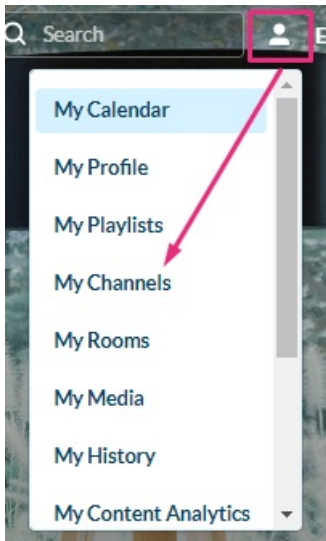 Search
My Calendar
My Profile
My Playlists
My Channels
My Rooms
My Media
My History
My Content Analytics